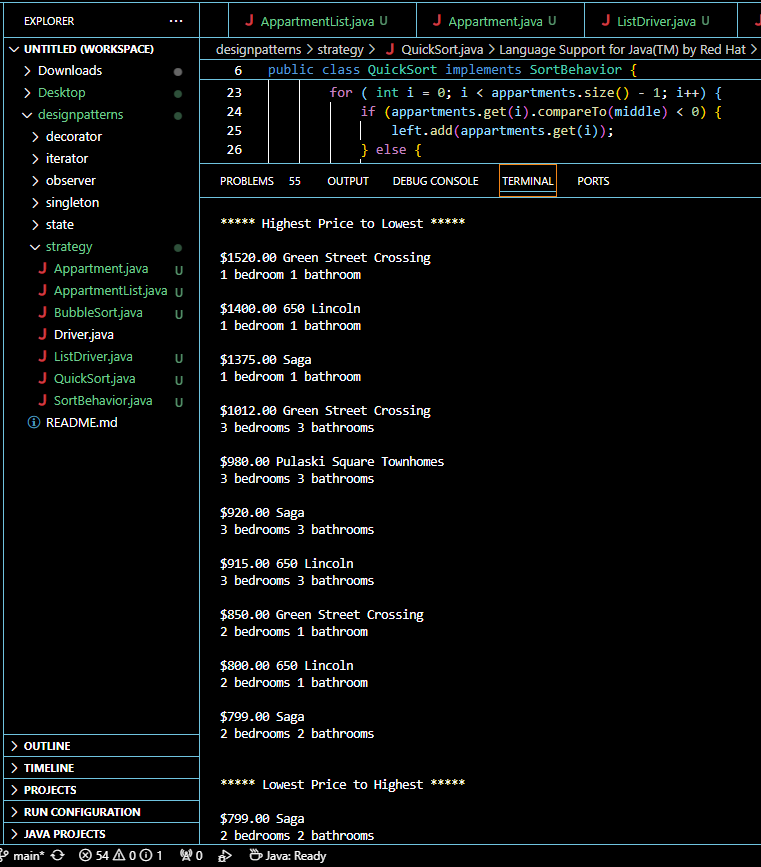 EXPLORER ...
UNTITLED (WORKSPACE)
Downloads
Desktop
designpatterns
decorator
iterator
observer
singleton
state
strategy
Appartment.java U
AppartmentList.java U
BubbleSort.java U
Driver.java
ListDriver.java U
QuickSort.java U
SortBehavior.java U
README.md
OUTLINE
TIMELINE
PROJECTS
RUN CONFIGURATION
JAVA PROJECTS
AppartmentList.java U Appartment.java U ListDriver.java U
designpatterns > strategy > QuickSort.java > Language Support for Java(TM) by Red Hat >
6 public class QuickSort implements SortBehavior {
23 for ( int i = 0; i < appartments.size() - 1; i++) {
24 if (appartments.get(i).compareTo(middle) < 0) {
25 left.add(appartments.get(i));
26 } else {
PROBLEMS 55 OUTPUT DEBUG CONSOLE TERMINAL PORTS
***** Highest Price to Lowest *****
$1520.00 Green Street Crossing
1 bedroom 1 bathroom
$1400.00 650 Lincoln
1 bedroom 1 bathroom
$1375.00 Saga
1 bedroom 1 bathroom
$1012.00 Green Street Crossing
3 bedrooms 3 bathrooms
$980.00 Pulaski Square Townhomes
3 bedrooms 3 bathrooms
$920.00 Saga
3 bedrooms 3 bathrooms
$915.00 650 Lincoln
3 bedrooms 3 bathrooms
$850.00 Green Street Crossing
2 bedrooms 1 bathroom
$800.00 650 Lincoln
2 bedrooms 1 bathroom
$799.00 Saga
2 bedrooms 2 bathrooms
***** Lowest Price to Highest *****
$799.00 Saga
2 bedrooms 2 bathrooms
main* 54 0 1 0 Java: Ready